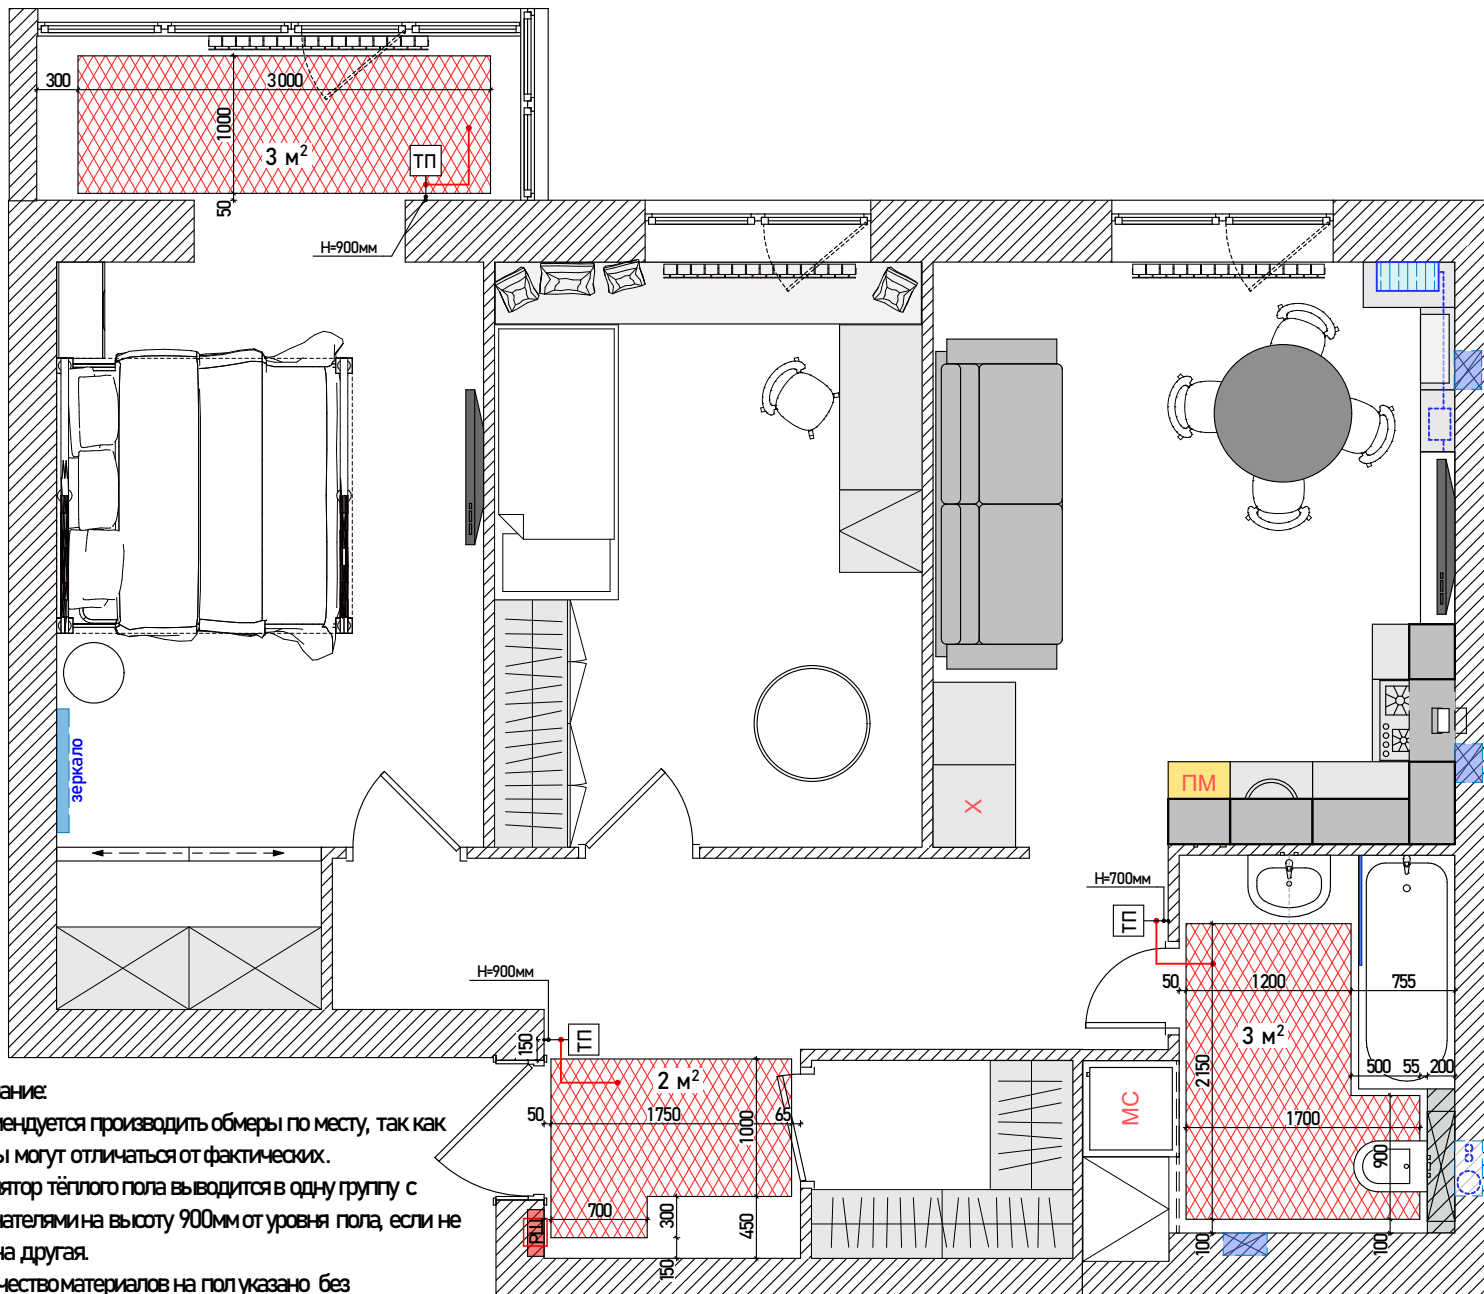 300
3000
1000
3 м²
ТП
50
H=900мм
зеркало
ПМ
X
H=700мм
ТП
50
1200
755
3 м²
2150
500
55
200
1700
900
100
100
МС
H=900мм
150
ТП
2 м²
50
1750
65
1000
700
300
450
150
РЩ
ание:
ендуется производить обмеры по месту, так как
ы могут отличаться от фактических.
ятор тёплого пола выводится в одну группу с
чателями на высоту 900мм от уровня пола, если не
на другая.
чество материалов на пол указано без